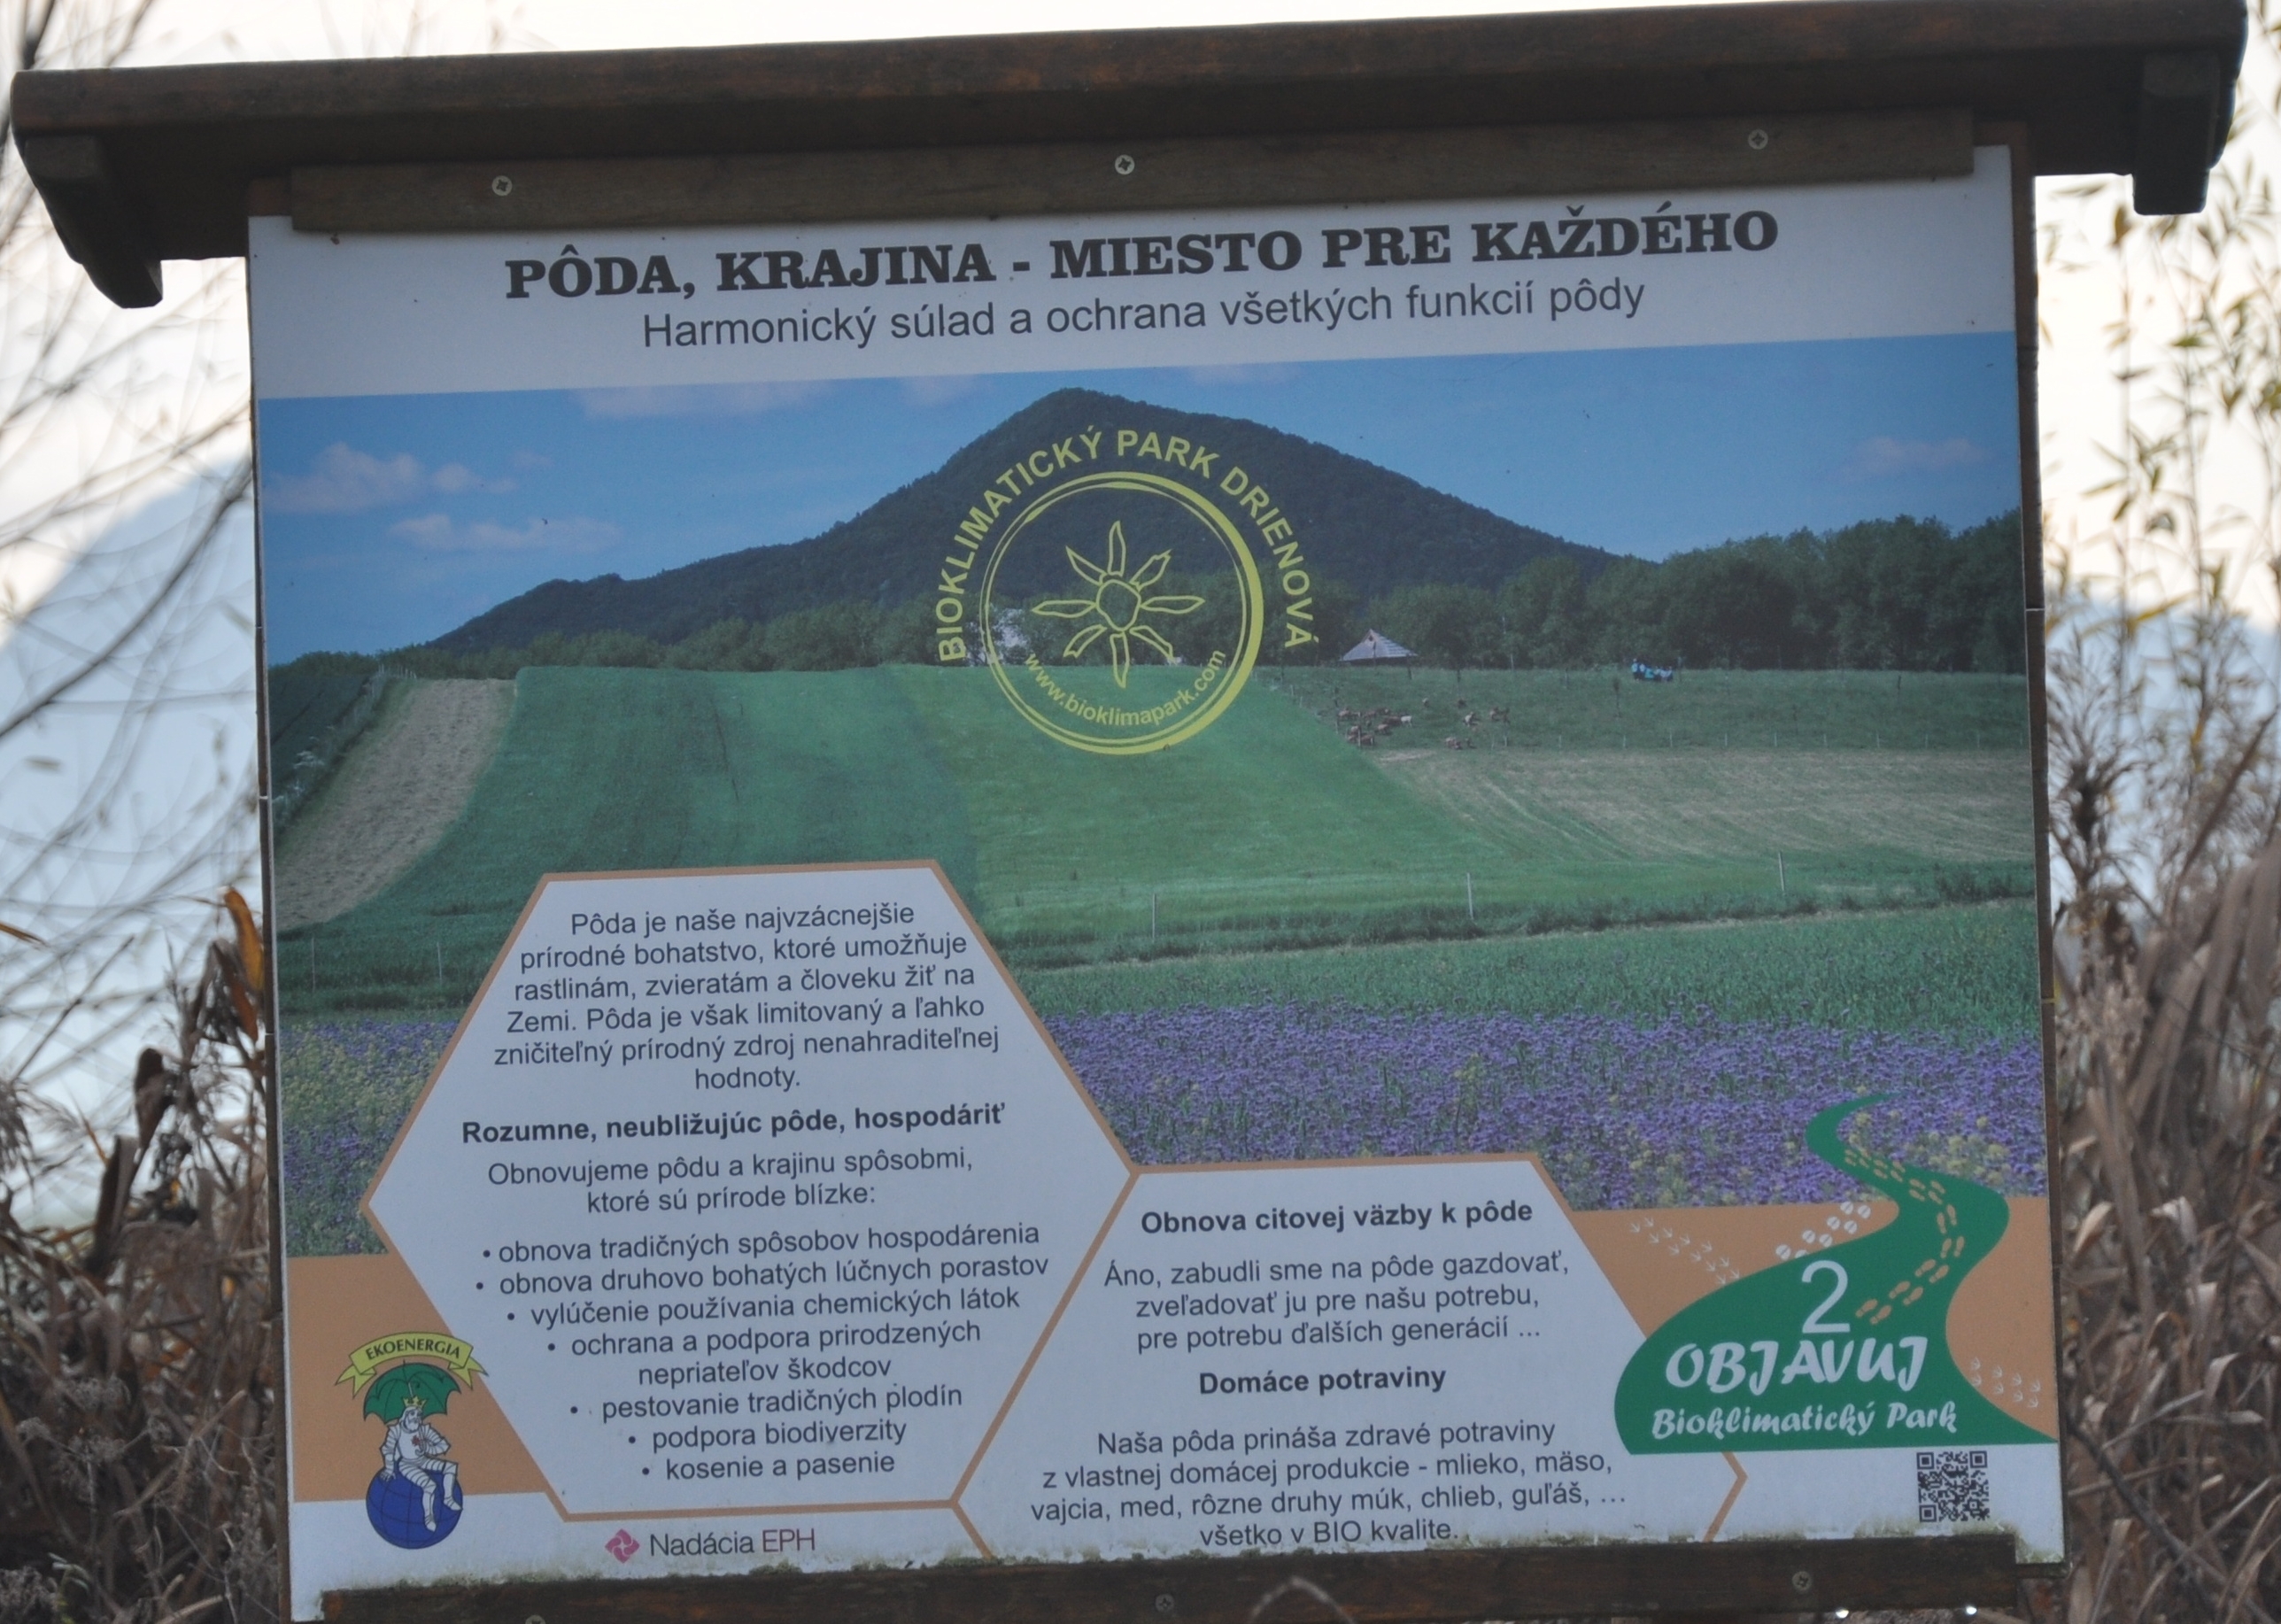 PÔDA, KRAJINA - MIESTO PRE KAŽDÉHO
Harmonický súlad a ochrana všetkých funkcií pôdy
BIOKLIMATICKÝ PARK DRIENOVÁ
www.bioklimapark.com
Pôda je naše najvzácnejšie
prírodné bohatstvo, ktoré umožňuje
rastlinám, zvieratám a človeku žiť na
Zemi. Pôda je však limitovaný a ľahko
zničiteľný prírodný zdroj nenahraditeľnej
hodnoty.
Rozumne, neubližujúc pôde, hospodáriť
Obnovujeme pôdu a krajinu spôsobmi,
ktoré sú prírode blízke:
• obnova tradičných spôsobov hospodárenia
• obnova druhovo bohatých lúčnych porastov
• vylúčenie používania chemických látok
• ochrana a podpora prirodzených
nepriateľov škodcov
• pestovanie tradičných plodín
• podpora biodiverzity
• kosenie a pasenie
Obnova citovej väzby k pôde
Áno, zabudli sme na pôde gazdovať,
zveľadovať ju pre našu potrebu,
pre potrebu ďalších generácií ...
Domáce potraviny
Naša pôda prináša zdravé potraviny
z vlastnej domácej produkcie - mlieko, mäso,
vajcia, med, rôzne druhy múk, chlieb, guľáš, ...
všetko v BIO kvalite.
2
OBJAVUJ
Bioklimatický Park
EKOENERGIA
Nadácia EPH